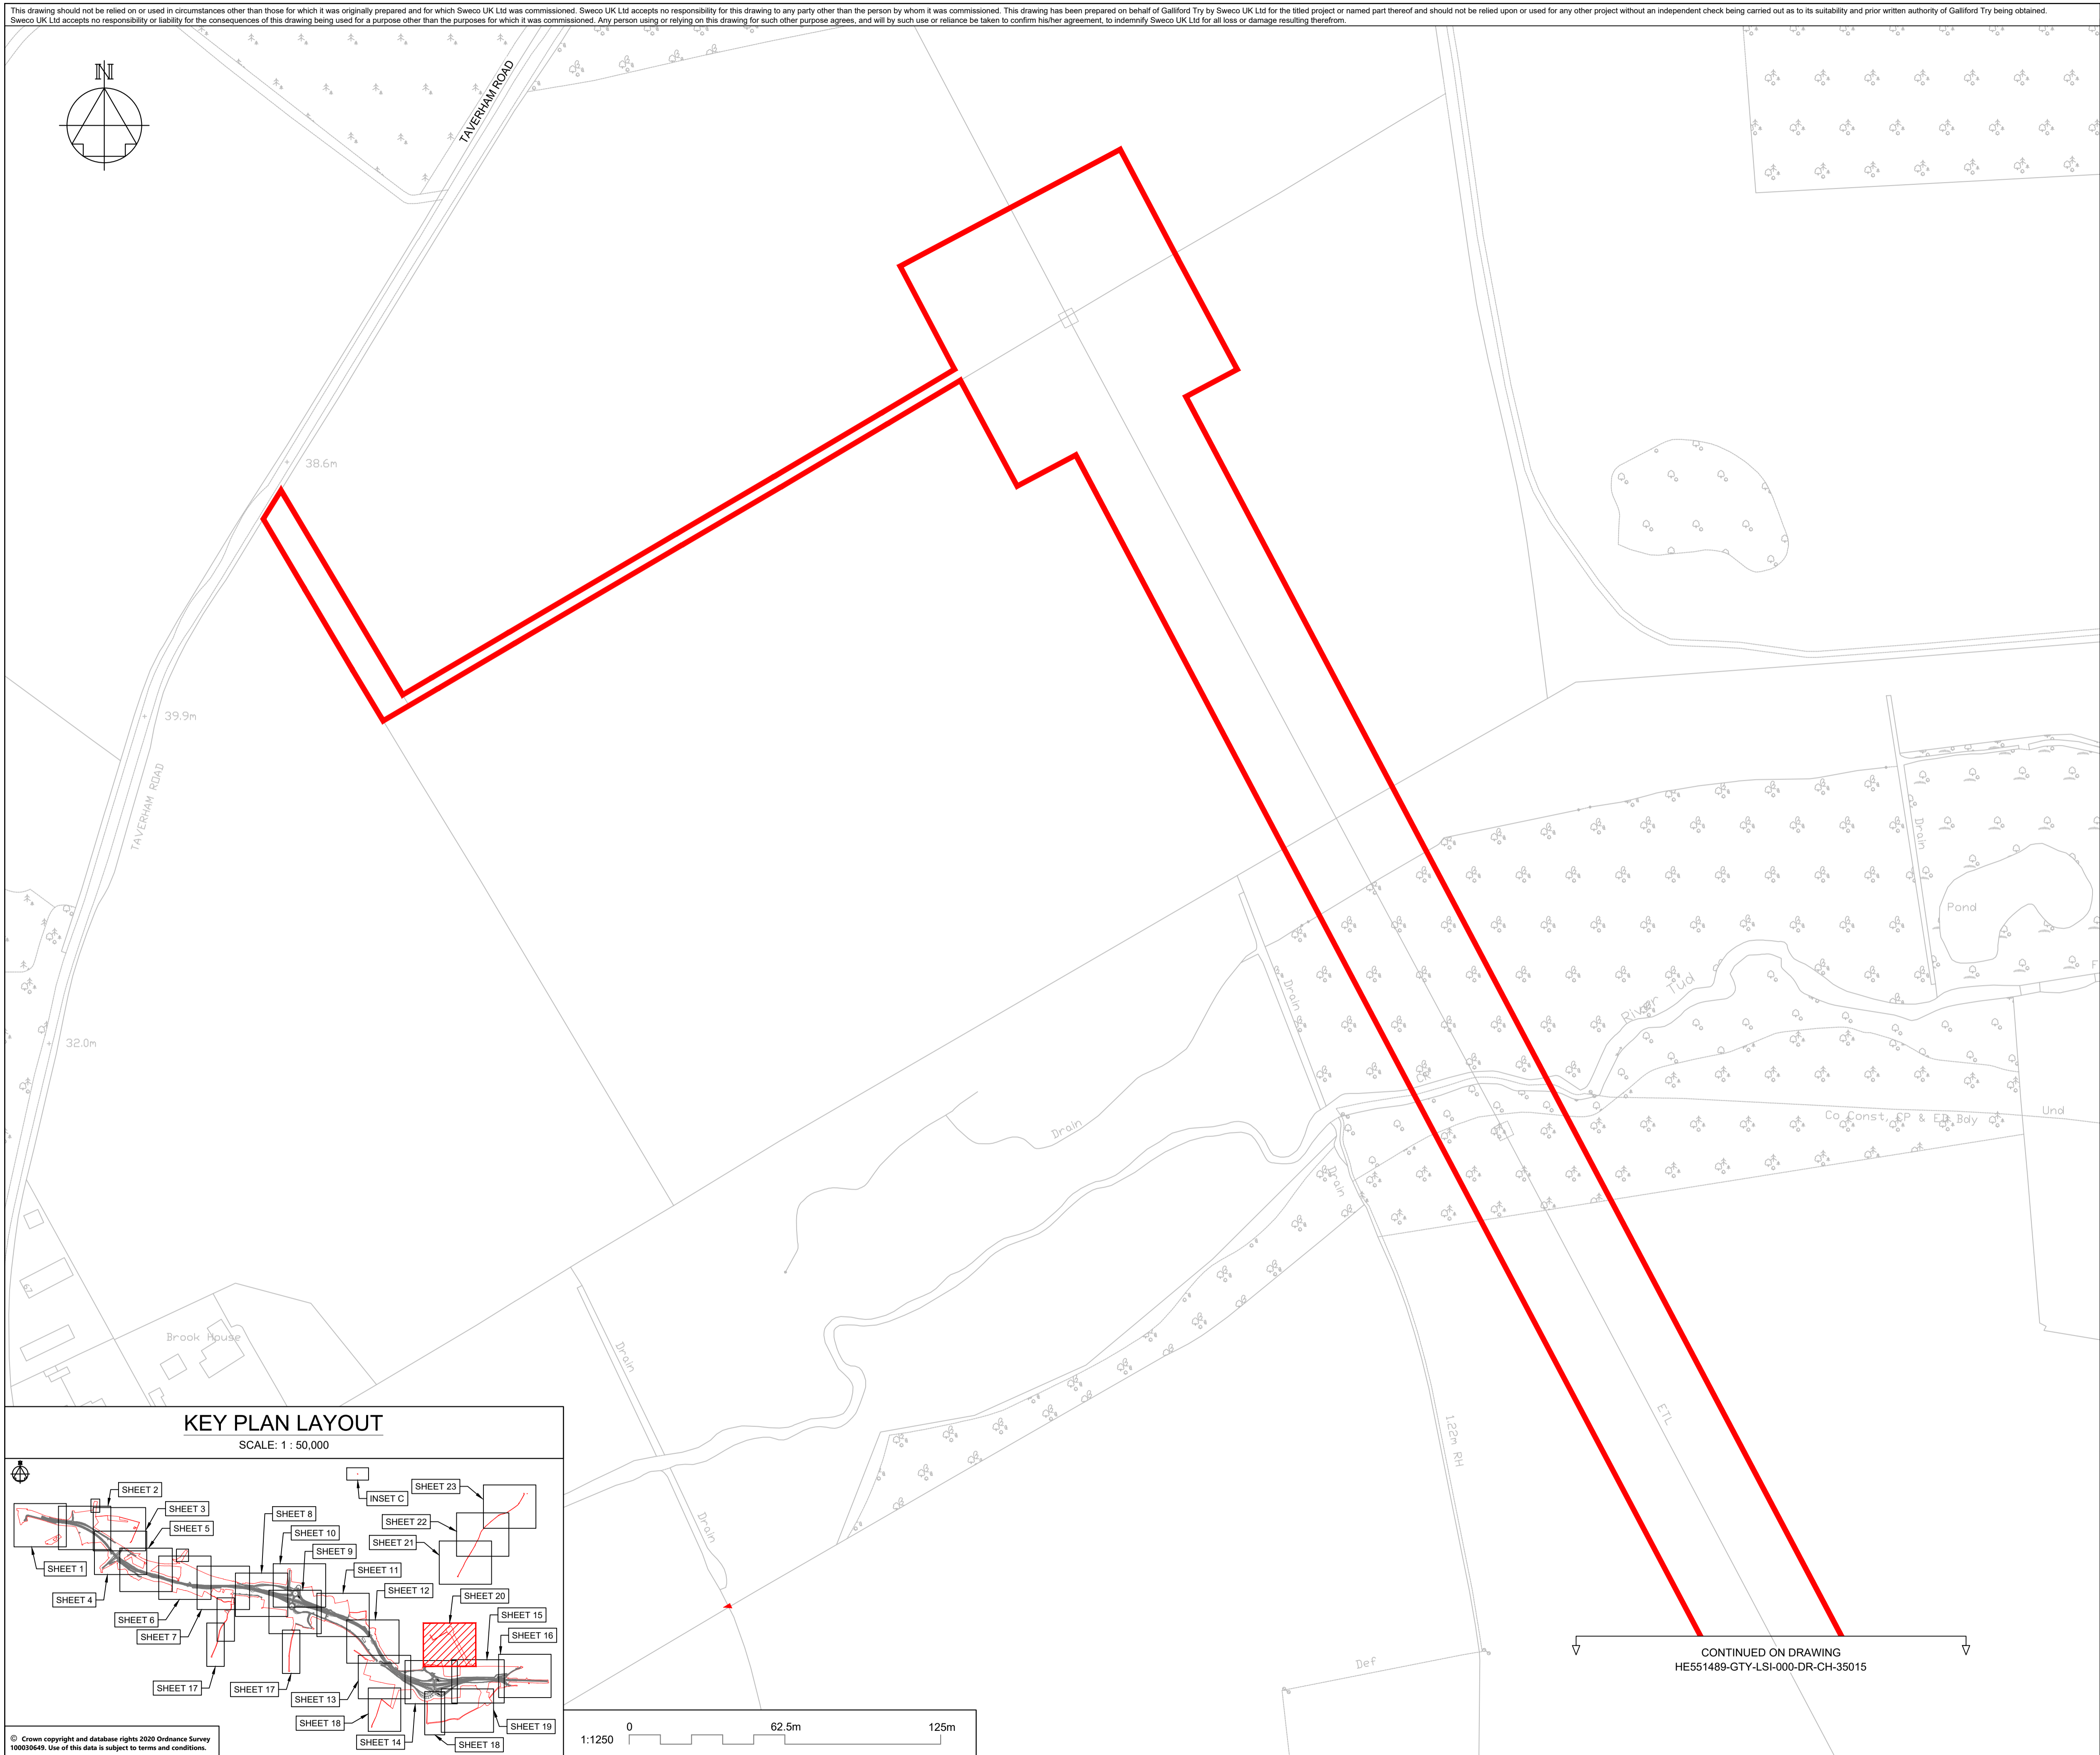 This drawing should not be relied on or used in circumstances other than those for which it was originally prepared and for which Sweco UK Ltd was commissioned. Sweco UK Ltd accepts no responsibility for this drawing to any party other than the person by whom it was commissioned. This drawing has been prepared on behalf of Galliford Try by Sweco UK Ltd for the titled project or named part thereof and should not be relied upon or used for any other project without an independent check being carried out as to its suitability and prior written authority of Galliford Try being obtained.
Sweco UK Ltd accepts no responsibility or liability for the consequences of this drawing being used for a purpose other than the purposes for which it was commissioned. Any person using or relying on this drawing for such other purpose agrees, and will by such use or reliance be taken to confirm his/her agreement, to indemnify Sweco UK Ltd for all loss or damage resulting therefrom.
N
TAVERHAM ROAD
38.6m
39.9m
TAVERHAM ROAD
32.0m
Drain
Pond
River Tud
Drain
F
CR
Co Const, CP & ED Bdy
Und
Drain
Drain
67
Brook House
Drain
1.22m RH
ETL
Drain
Def
CONTINUED ON DRAWING
HE551489-GTY-LSI-000-DR-CH-35015
KEY PLAN LAYOUT
SCALE: 1 : 50,000
INSET C
SHEET 23
SHEET 2
SHEET 3
SHEET 8
SHEET 22
SHEET 5
SHEET 10
SHEET 21
SHEET 9
SHEET 1
SHEET 11
SHEET 12
SHEET 20
SHEET 4
SHEET 15
SHEET 6
SHEET 16
SHEET 7
SHEET 17
SHEET 17
SHEET 13
SHEET 18
SHEET 19
SHEET 14
SHEET 18
© Crown copyright and database rights 2020 Ordnance Survey
100030649. Use of this data is subject to terms and conditions.
1:1250
0
62.5m
125m